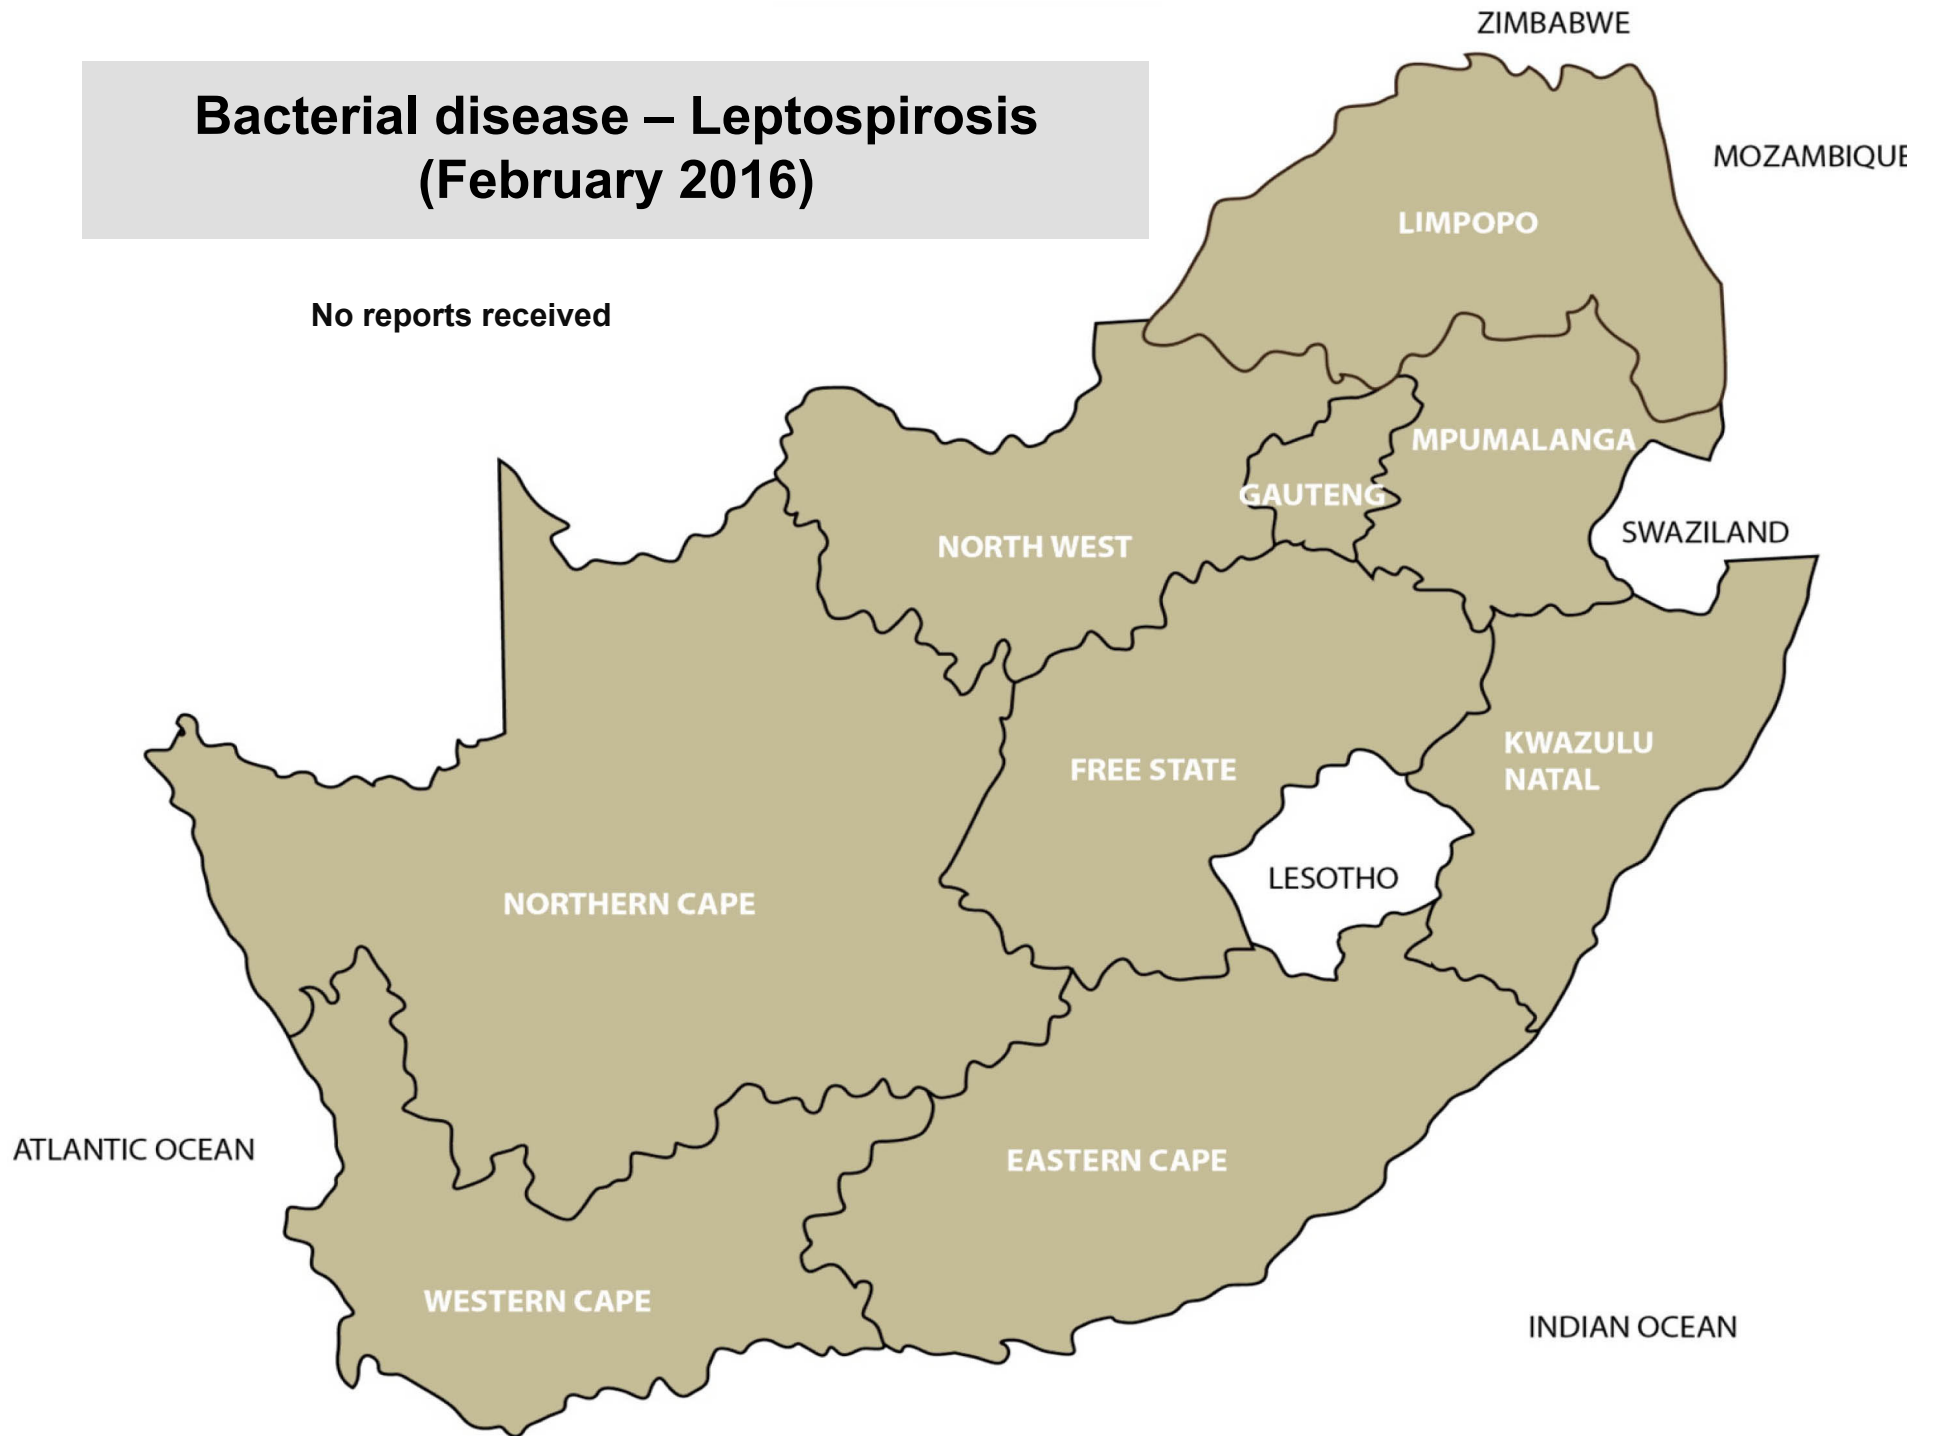 ZIMBABWE
Bacterial disease – Leptospirosis
(February 2016)
MOZAMBIQUE
LIMPOPO
No reports received
MPUMALANGA
GAUTENG
SWAZILAND
NORTH WEST
KWAZULU
NATAL
FREE STATE
LESOTHO
NORTHERN CAPE
ATLANTIC OCEAN
EASTERN CAPE
WESTERN CAPE
INDIAN OCEAN